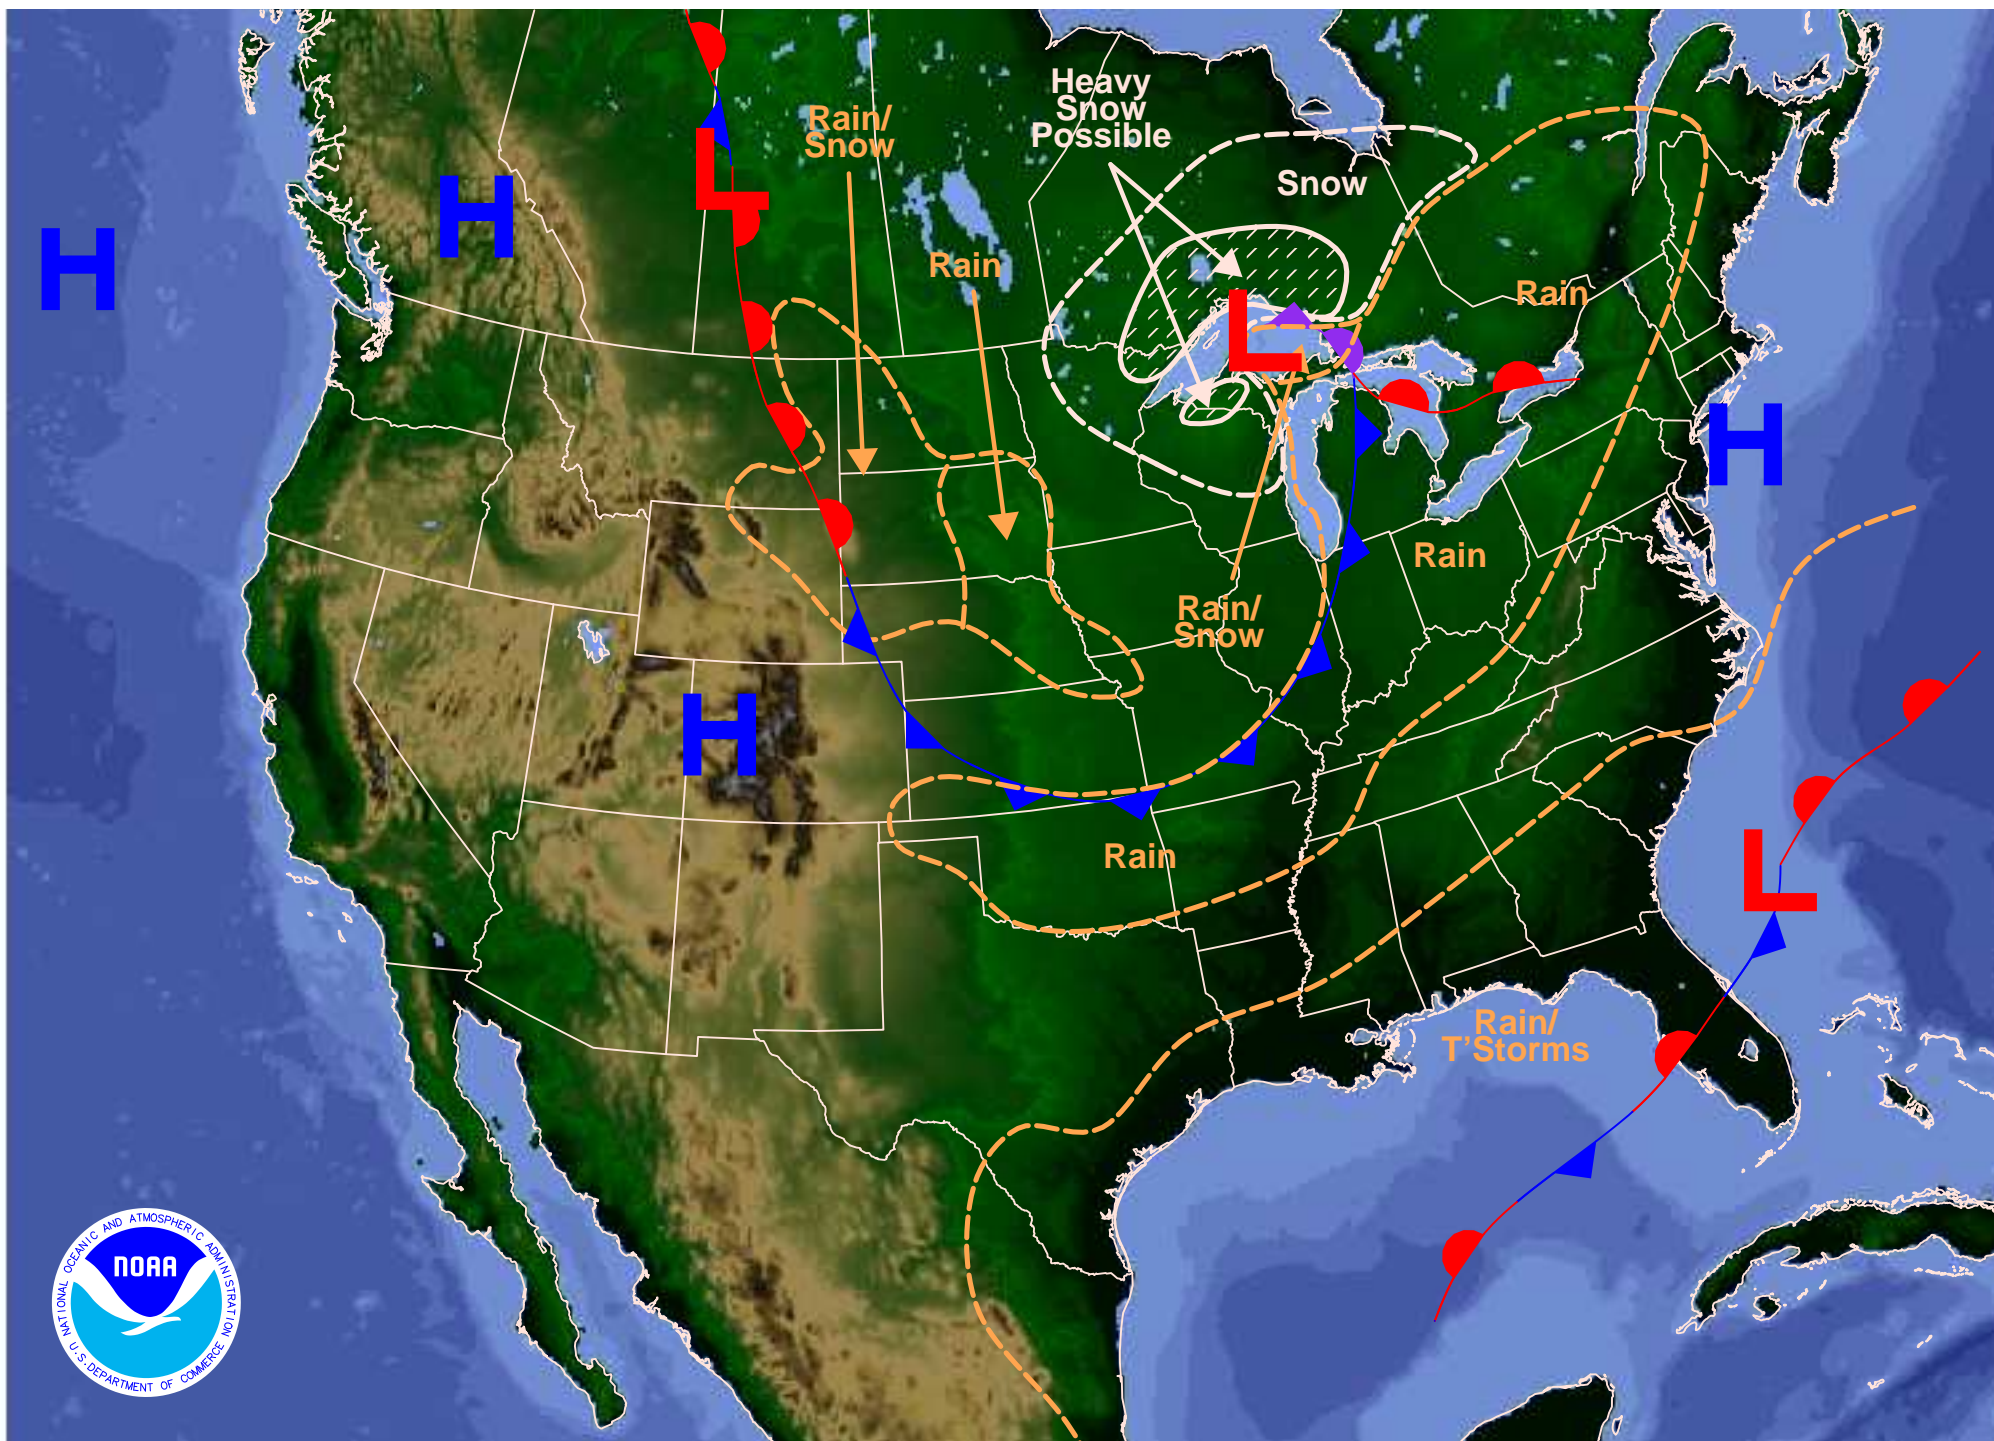 Heavy
Snow
Possible
Rain/
Snow
Snow
H
L
H
Rain
Rain
L
H
Rain
Rain/
Snow
H
Rain
L
Rain/
T'Storms
NATIONAL OCEANIC AND ATMOSPHERIC ADMINISTRATION
NOAA
U.S. DEPARTMENT OF COMMERCE